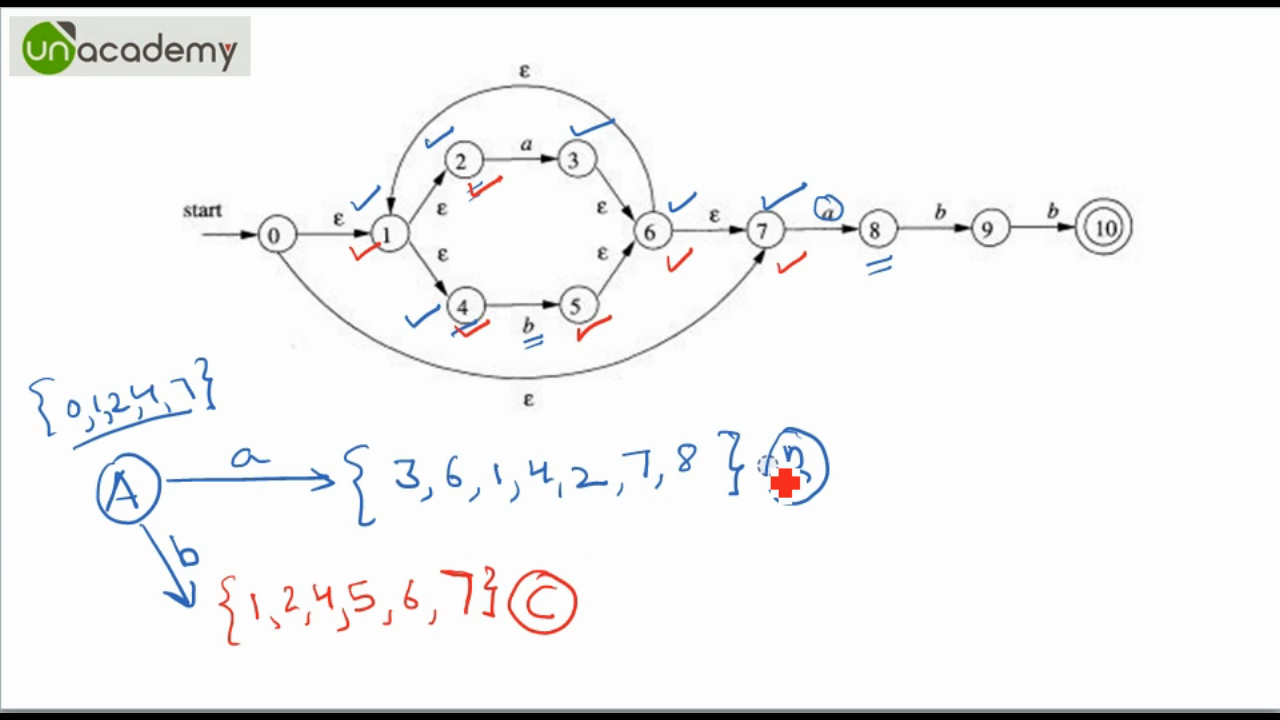 unacademy
ε
a
2 3
start
ε ε ε ε a b b
0 1 6 7 8 9 10
ε ε
4 5
b
ε
{0,1,2,4,7}
A a { 3, 6, 1, 4, 2, 7, 8 }
b
{1,2,4,5,6,7} C